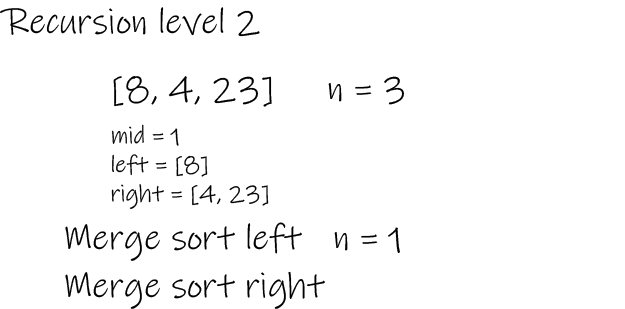 Recursion level 2
[8, 4, 23] n = 3
mid = 1
left = [8]
right = [4, 23]
Merge sort left n = 1
Merge sort right